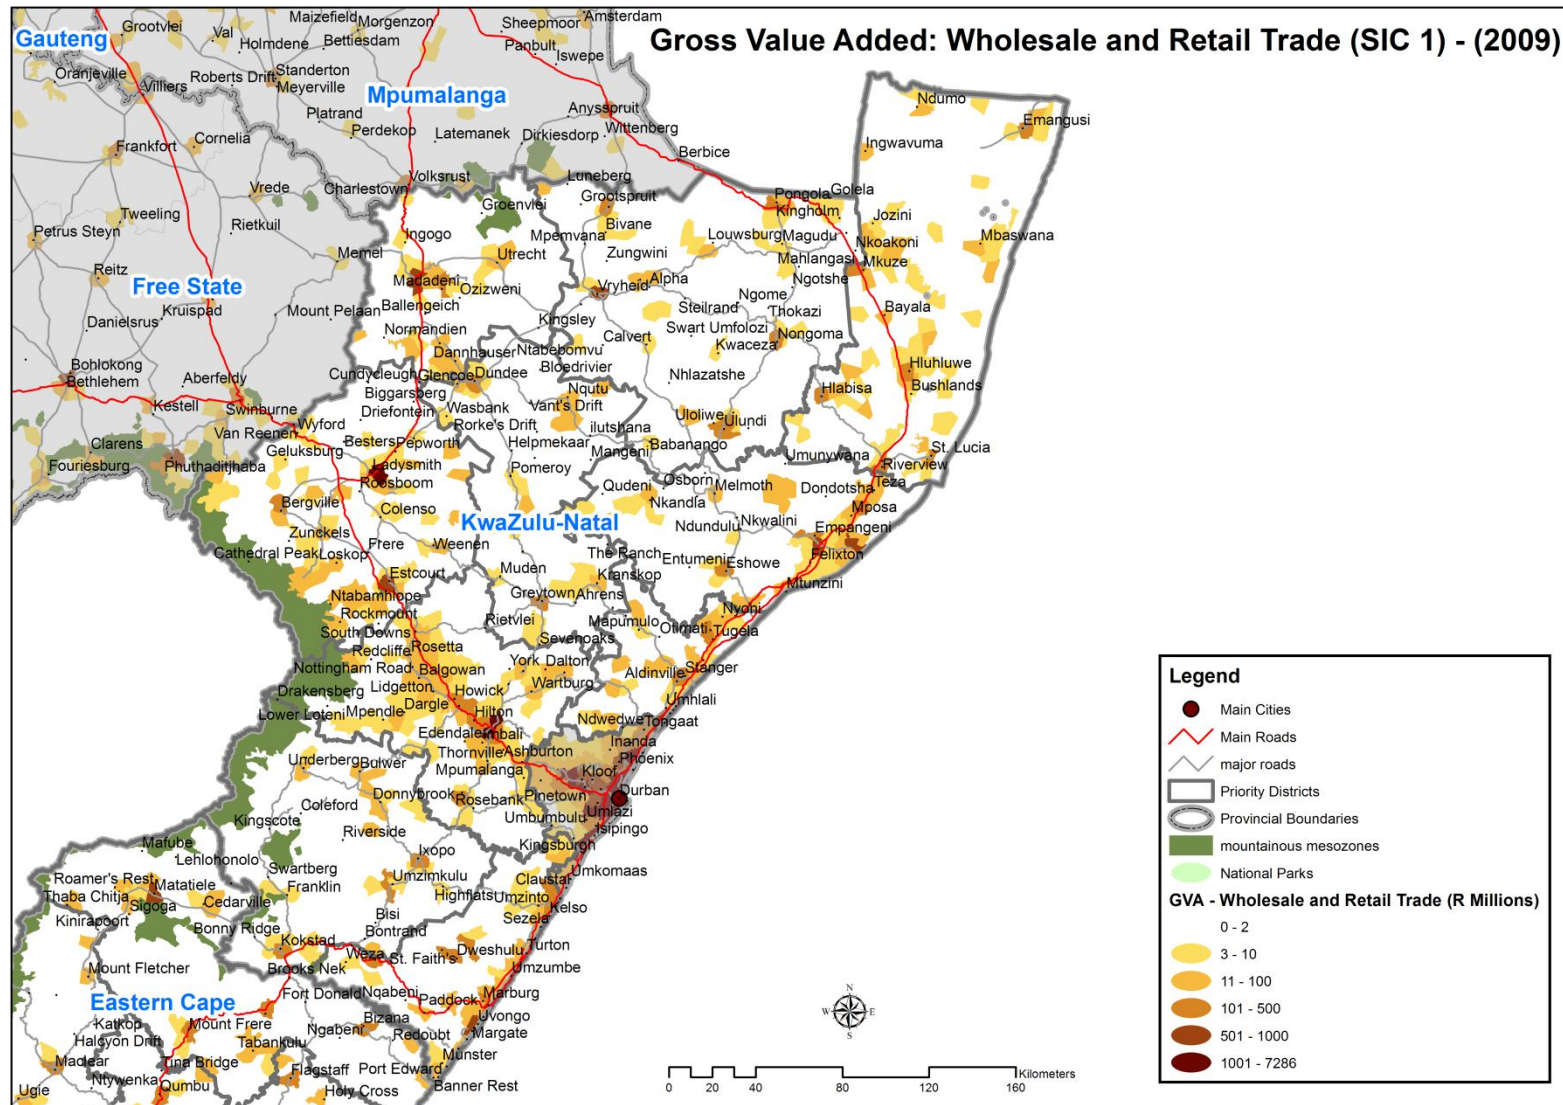 Gross Value Added: Wholesale and Retail Trade (SIC 1) - (2009)
Gauteng
Mpumalanga
Free State
KwaZulu-Natal
Eastern Cape
Grootvlei
Val
Maizefield
Morgenzon
Sheepmoor
Amsterdam
Holmdene
Bettiesdam
Panbult
Iswepe
Oranjeville
Villiers
Roberts Drift
Standerton
Meyerville
Platrand
Perdekop
Latemanek
Anysspruit
Wittenberg
Dirkiesdorp
Berbice
Cornelia
Frankfort
Vrede
Charlestown
Volksrust
Luneberg
Tweeling
Rietkuil
Petrus Steyn
Memel
Reitz
Kruispad
Mount Pelaan
Danielsrus
Bohlokong
Bethlehem
Aberfeldy
Kestell
Swinburne
Clarens
Fouriesburg
Phuthaditjhaba
Van Reenen
Wyford
Geluksburg
Ndumo
Emangusi
Ingwavuma
Pongola
Golela
Kingholm
Jozini
Mbaswana
Nkoakoni
Mkuze
Magudu
Louwsburg
Mahlangasi
Ngotshe
Grootspruit
Bivane
Mpemvana
Zungwini
Groenvlei
Ingogo
Utrecht
Madadeni
Ozizweni
Ballengeich
Vryheid
Alpha
Ngome
Steilrand
Thokazi
Bayala
Normandien
Kingsley
Calvert
Swart Umfolozi
Kwaceza
Nongoma
Dannhauser
Ntabebomvu
Bloedrivier
Nhlazatshe
Hluhluwe
Bushlands
Hlabisa
Cundycleugh
Glencoe
Dundee
Biggarsberg
Driefontein
Nqutu
Vant's Drift
Wasbank
Rorke's Drift
Uloliwe
Ulundi
ilutshana
Helpmekaar
Mangeni
Babanango
Besters
Pepworth
Ladysmith
Roosboom
Pomeroy
Umunywana
St. Lucia
Riverview
Teza
Osborn
Melmoth
Dondotsha
Qudeni
Nkandla
Mposa
Bergville
Colenso
Ndundulu
Nkwalini
Empangeni
Felixton
Zunckels
Cathedral Peak
Loskop
Frere
Weenen
The Ranch
Entumeni
Eshowe
Mtunzini
Estcourt
Muden
Kranskop
Ntabamhlope
Rockmount
Greytown
Ahrens
Nyoni
Mapumulo
Otimati
Tugela
South Downs
Rietvlei
Sevenoaks
Redcliffe
Rosetta
Nottingham Road
Balgowan
York
Dalton
Aldinville
Stanger
Drakensberg
Lidgetton
Howick
Wartburg
Umhlali
Lower Loteni
Mpendle
Dargle
Hilton
Ndwedwe
Tongaat
Edendale
Imbali
Ashburton
Inanda
Thornville
Phoenix
Underberg
Bulwer
Mpumalanga
Kloof
Durban
Coleford
Donnybrook
Rosebank
Pinetown
Umlazi
Umbumbulu
Isipingo
Kingscote
Riverside
Kingsburgh
Mafube
Lehlohonolo
Ixopo
Swartberg
Umkomaas
Roamer's Rest
Matatiele
Thaba Chitja
Sigoga
Cedarville
Franklin
Umzimkulu
Highflats
Claustal
Umzinto
Kelso
Kinirapoort
Bisi
Sezela
Bonny Ridge
Bontrand
Kokstad
Weza
St. Faith's
Dweshulu
Turton
Mount Fletcher
Brooks Nek
Umzumbe
Fort Donald
Nqabeni
Paddock
Marburg
Katkop
Mount Frere
Bizana
Uvongo
Halcyon Drift
Ngabeni
Redoubt
Margate
Tabankulu
Munster
Maclear
Tina Bridge
Port Edward
Ntywenka
Qumbu
Flagstaff
Banner Rest
Ugie
Holy Cross
Legend
Main Cities
Main Roads
major roads
Priority Districts
Provincial Boundaries
mountainous mesozones
National Parks
GVA - Wholesale and Retail Trade (R Millions)
0 - 2
3 - 10
11 - 100
101 - 500
501 - 1000
1001 - 7286
N
W
E
S
Kilometers
0 20 40 80 120 160